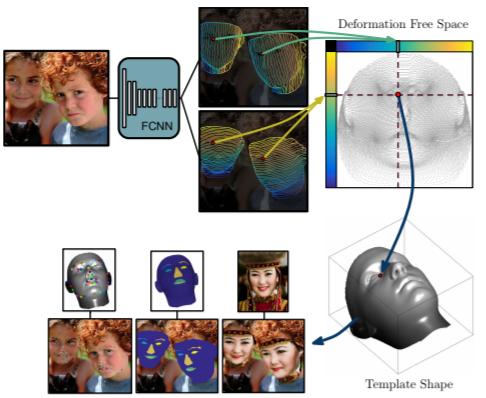 Deformation Free Space
FCNN
Template Shape